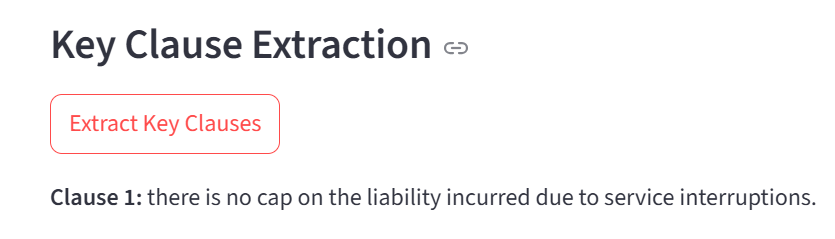 Key Clause Extraction
Extract Key Clauses
Clause 1: there is no cap on the liability incurred due to service interruptions.